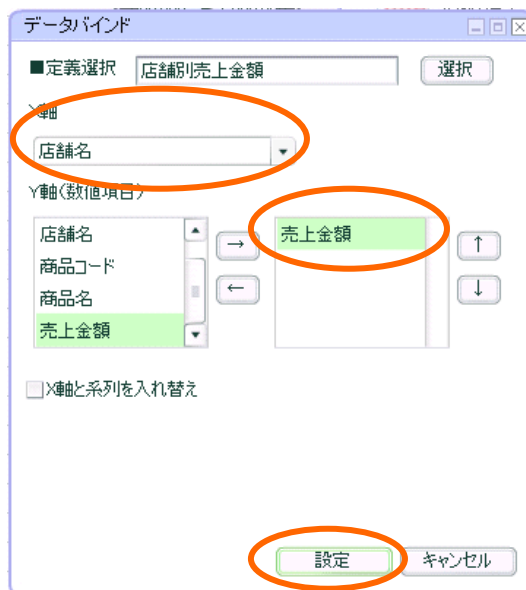 データバインド
■定義選択 店舗別売上金額 選択
X軸
店舗名
Y軸(数値項目)
店舗名
商品コード
商品名
売上金額
→
←
売上金額
↑
↓
X軸と系列を入れ替え
設定 キャンセル